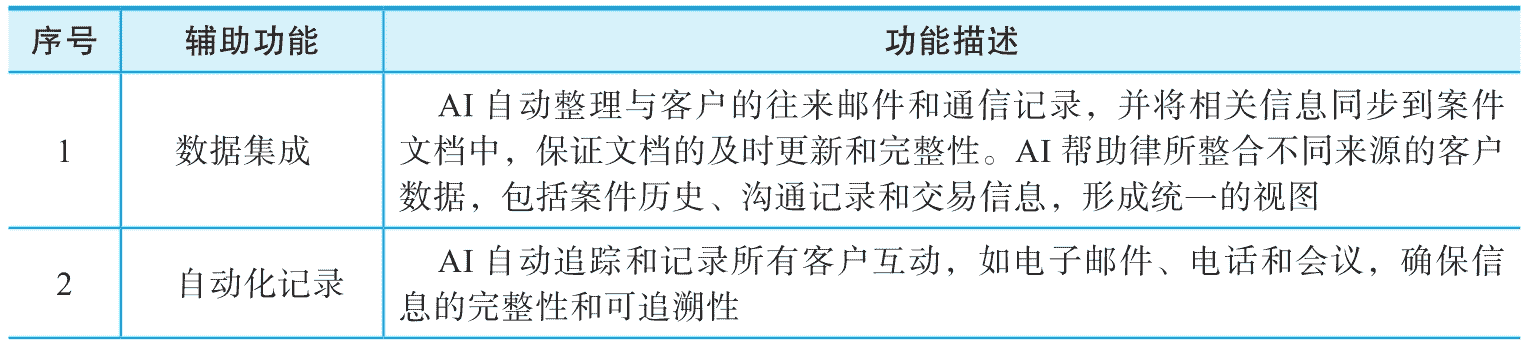 序号 辅助功能 功能描述
AI 自动整理与客户的往来邮件和通信记录，并将相关信息同步到案件
1 数据集成 文档中，保证文档的及时更新和完整性。AI 帮助律所整合不同来源的客户
数据，包括案件历史、沟通记录和交易信息，形成统一的视图
2 自动化记录 AI 自动追踪和记录所有客户互动，如电子邮件、电话和会议，确保信
息的完整性和可追溯性